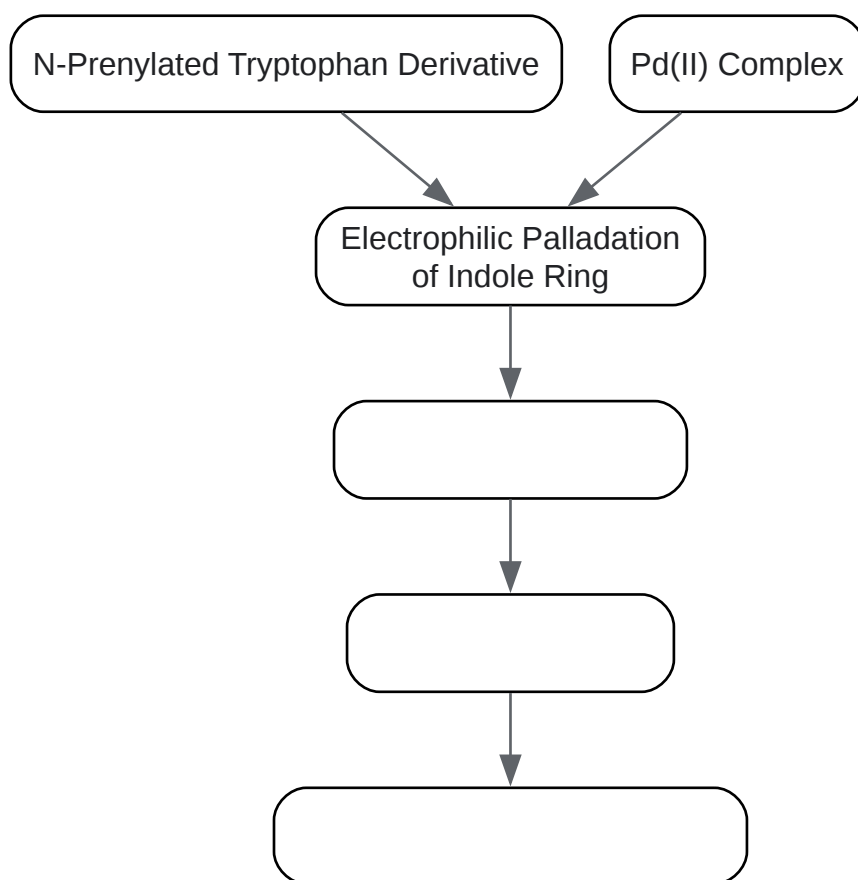 N-Prenylated Tryptophan Derivative
Pd(II) Complex
Electrophilic Palladation
of Indole Ring